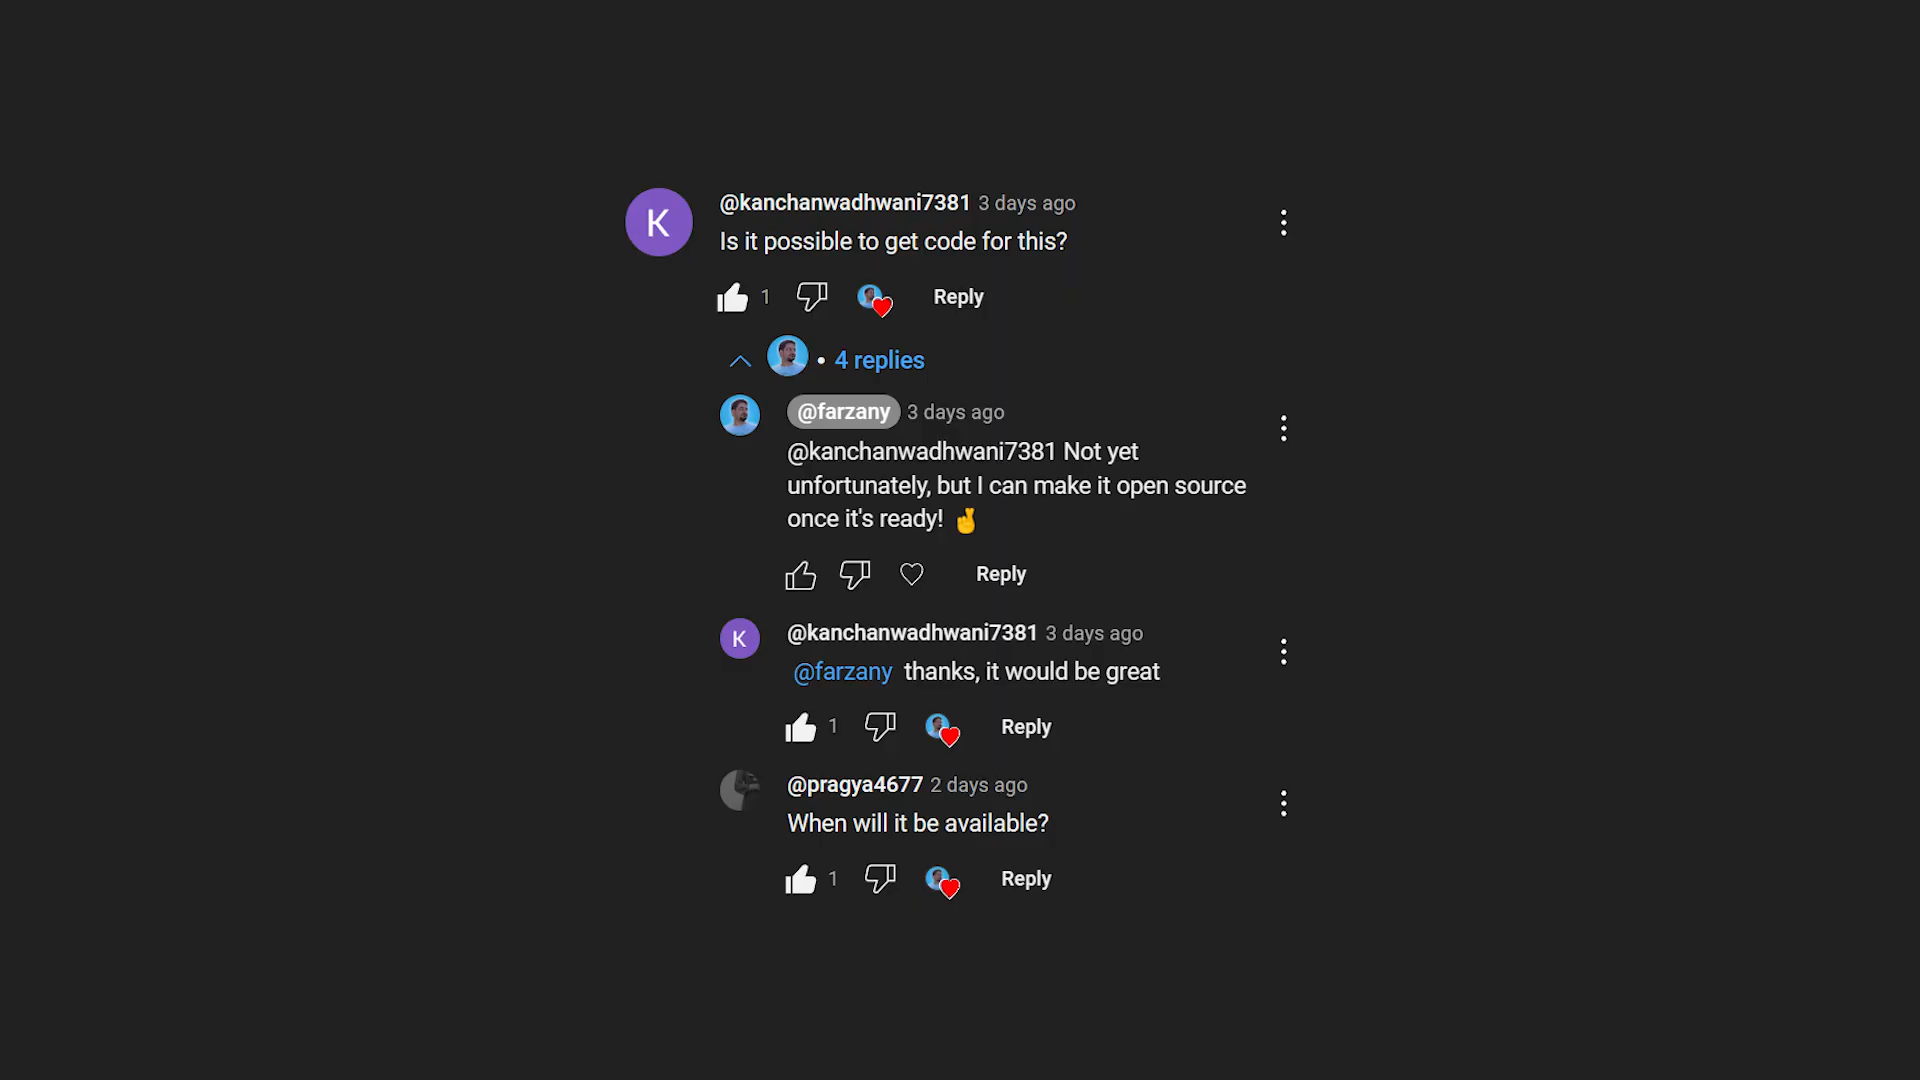 K
@kanchanwadhwani7381 3 days ago
Is it possible to get code for this?
1 Reply
• 4 replies
@farzany 3 days ago
@kanchanwadhwani7381 Not yet
unfortunately, but I can make it open source
once it's ready! 🤞
Reply
K
@kanchanwadhwani7381 3 days ago
@farzany thanks, it would be great
1 Reply
@pragya4677 2 days ago
When will it be available?
1 Reply